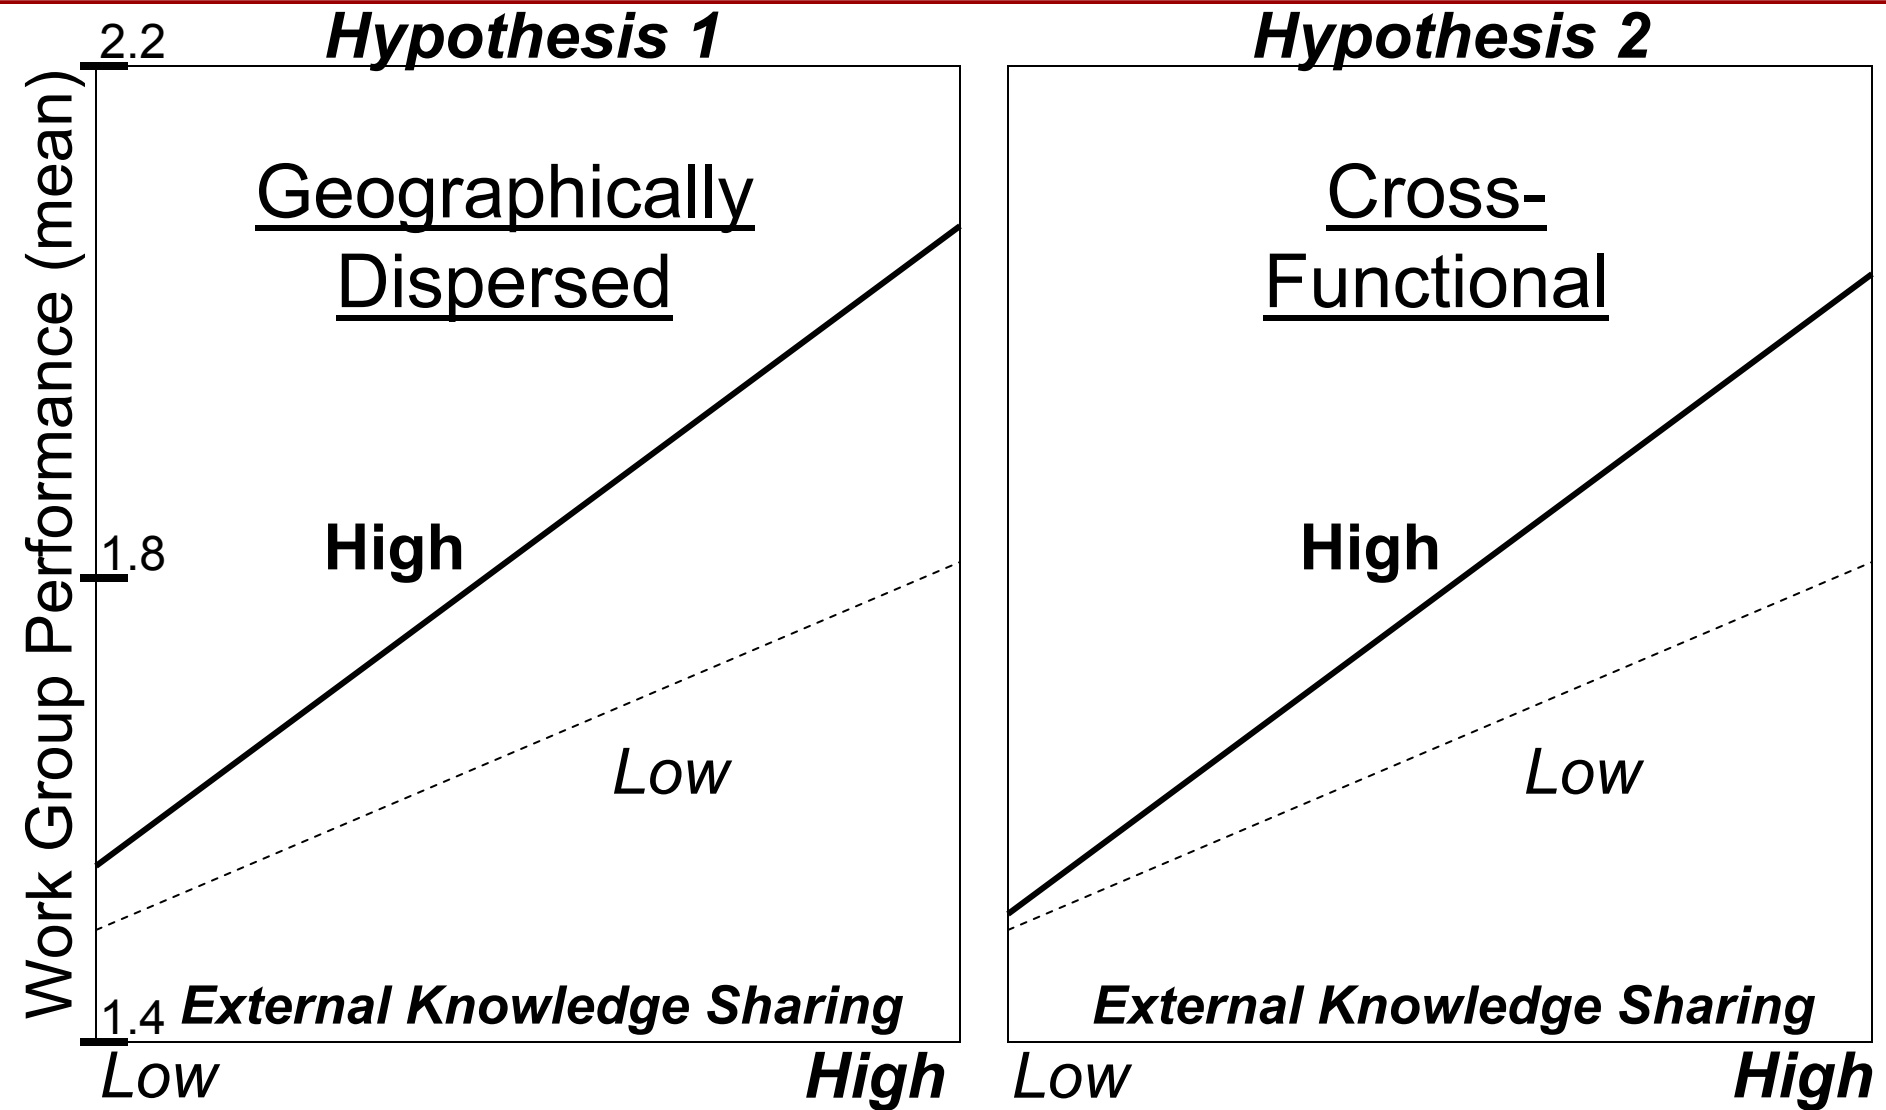 Hypothesis 1
Hypothesis 2
2.2
Work Group Performance (mean)
Geographically
Dispersed
High
1.8
Low
1.4
External Knowledge Sharing
Low
High
Cross-
Functional
High
Low
External Knowledge Sharing
Low
High